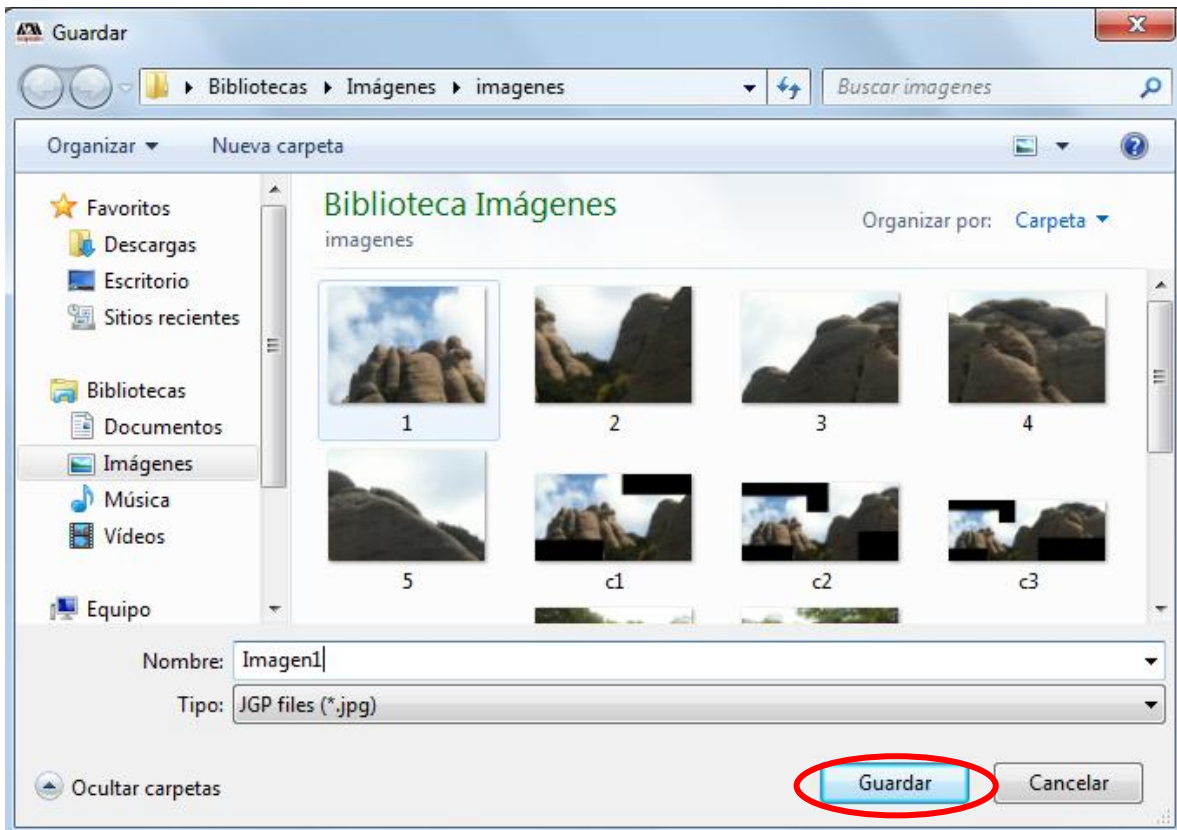 Guardar
Bibliotecas Imágenes imagenes
Buscar imagenes
Organizar Nueva carpeta
Favoritos
Descargas
Escritorio
Sitios recientes
Bibliotecas
Documentos
Imágenes
Música
Vídeos
Equipo
Biblioteca Imágenes
imagenes
Organizar por: Carpeta
1 2 3 4
5 c1 c2 c3
Nombre: Imagen1
Tipo: JGP files (*.jpg)
Ocultar carpetas
Guardar Cancelar